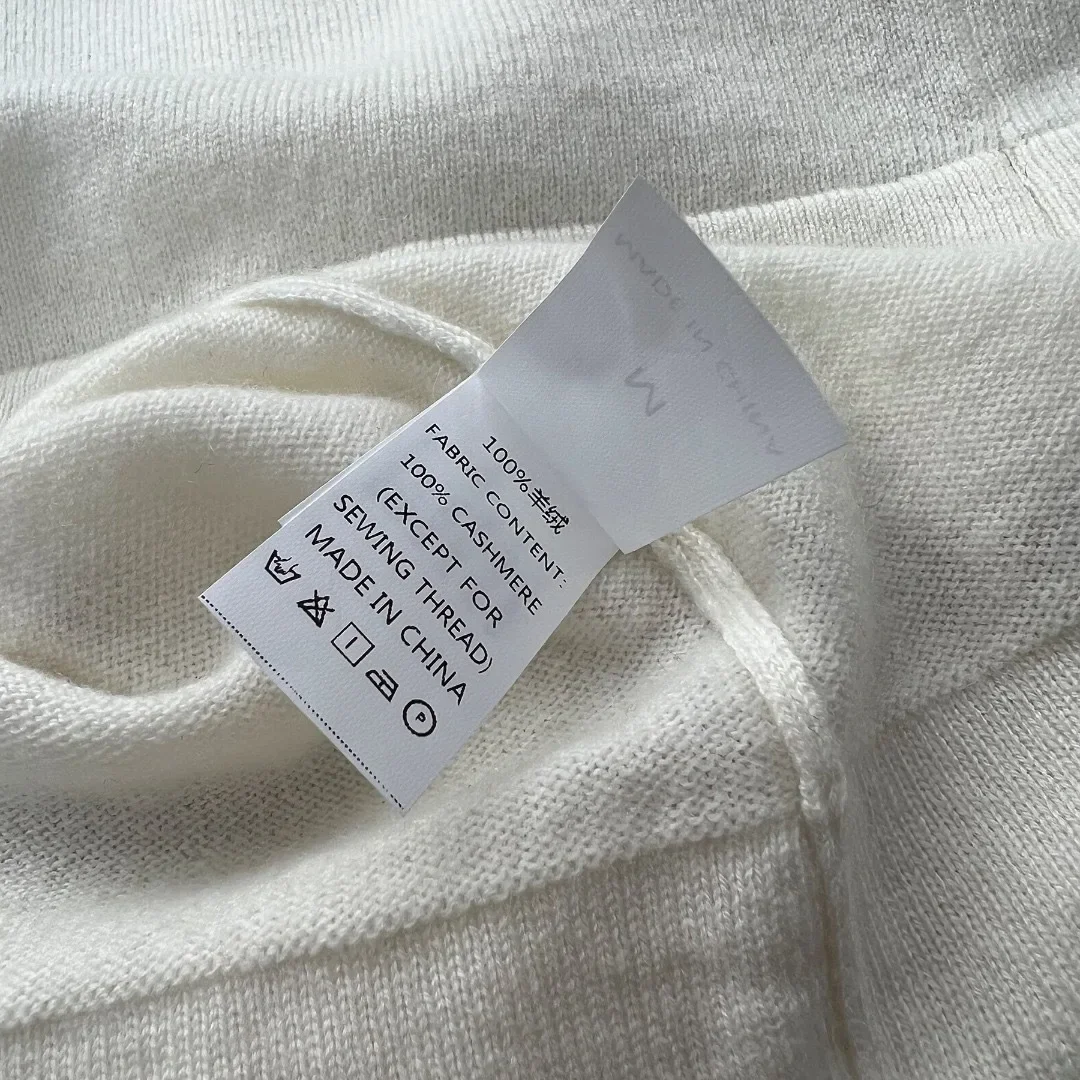 MADE IN CHINA
M
100%羊绒
FABRIC CONTENT:
100% CASHMERE
(EXCEPT FOR
SEWING THREAD)
MADE IN CHINA
P